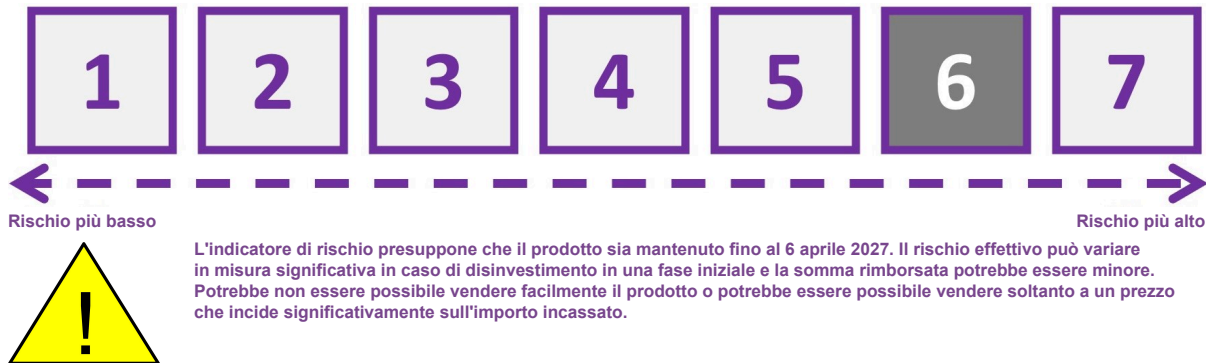 1 2 3 4 5 6 7
Rischio più basso Rischio più alto
!
L'indicatore di rischio presuppone che il prodotto sia mantenuto fino al 6 aprile 2027. Il rischio effettivo può variare
in misura significativa in caso di disinvestimento in una fase iniziale e la somma rimborsata potrebbe essere minore.
Potrebbe non essere possibile vendere facilmente il prodotto o potrebbe essere possibile vendere soltanto a un prezzo
che incide significativamente sull'importo incassato.